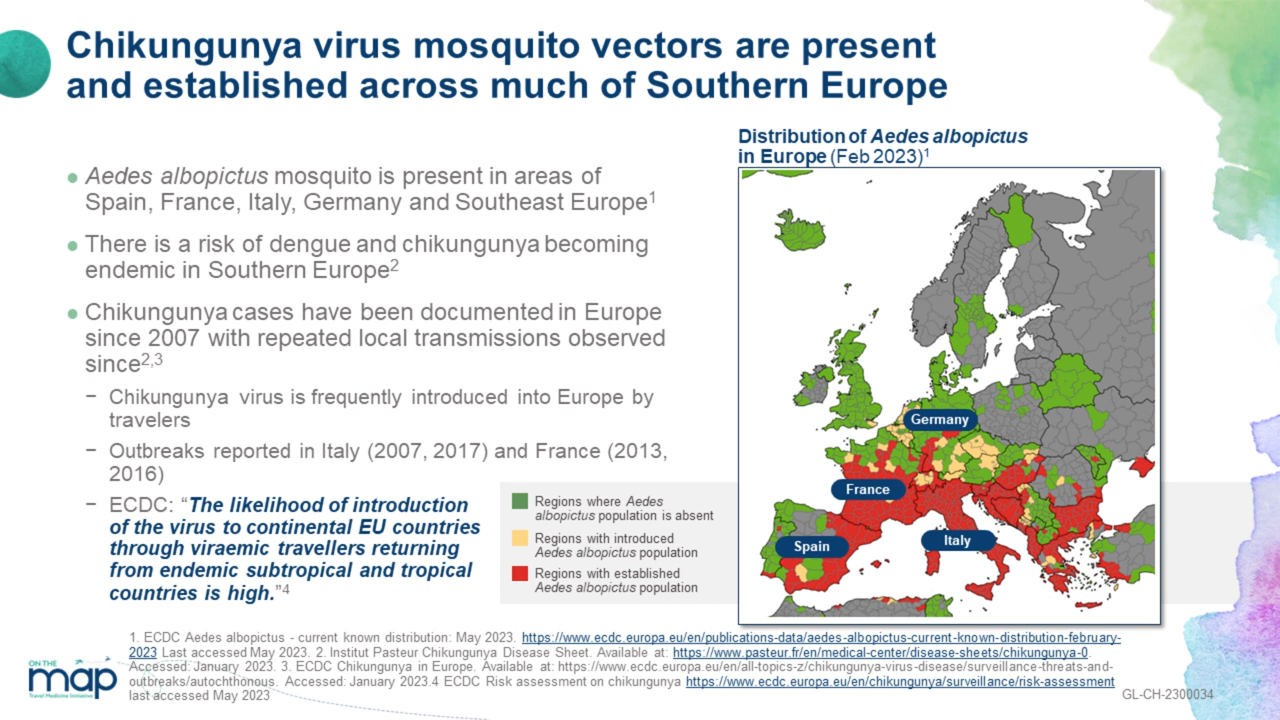 Chikungunya virus mosquito vectors are present
and established across much of Southern Europe
Aedes albopictus mosquito is present in areas of
Spain, France, Italy, Germany and Southeast Europe1
There is a risk of dengue and chikungunya becoming
endemic in Southern Europe2
Chikungunya cases have been documented in Europe
since 2007 with repeated local transmissions observed
since2,3
− Chikungunya virus is frequently introduced into Europe by
travelers
− Outbreaks reported in Italy (2007, 2017) and France (2013,
2016)
− ECDC: “The likelihood of introduction
of the virus to continental EU countries
through viraemic travellers returning
from endemic subtropical and tropical
countries is high.”4
Distribution of Aedes albopictus
in Europe (Feb 2023)1
Germany
France
Spain
Italy
Regions where Aedes
albopictus population is absent
Regions with introduced
Aedes albopictus population
Regions with established
Aedes albopictus population
1. ECDC Aedes albopictus - current known distribution: May 2023. https://www.ecdc.europa.eu/en/publications-data/aedes-albopictus-current-known-distribution-february-
2023 Last accessed May 2023. 2. Institut Pasteur Chikungunya Disease Sheet. Available at: https://www.pasteur.fr/en/medical-center/disease-sheets/chikungunya-0.
Accessed: January 2023. 3. ECDC Chikungunya in Europe. Available at: https://www.ecdc.europa.eu/en/all-topics-z/chikungunya-virus-disease/surveillance-threats-and-
outbreaks/autochthonous. Accessed: January 2023.4 ECDC Risk assessment on chikungunya https://www.ecdc.europa.eu/en/chikungunya/surveillance/risk-assessment
last accessed May 2023
ON THE
map
Travel Medicine Initiative
GL-CH-2300034